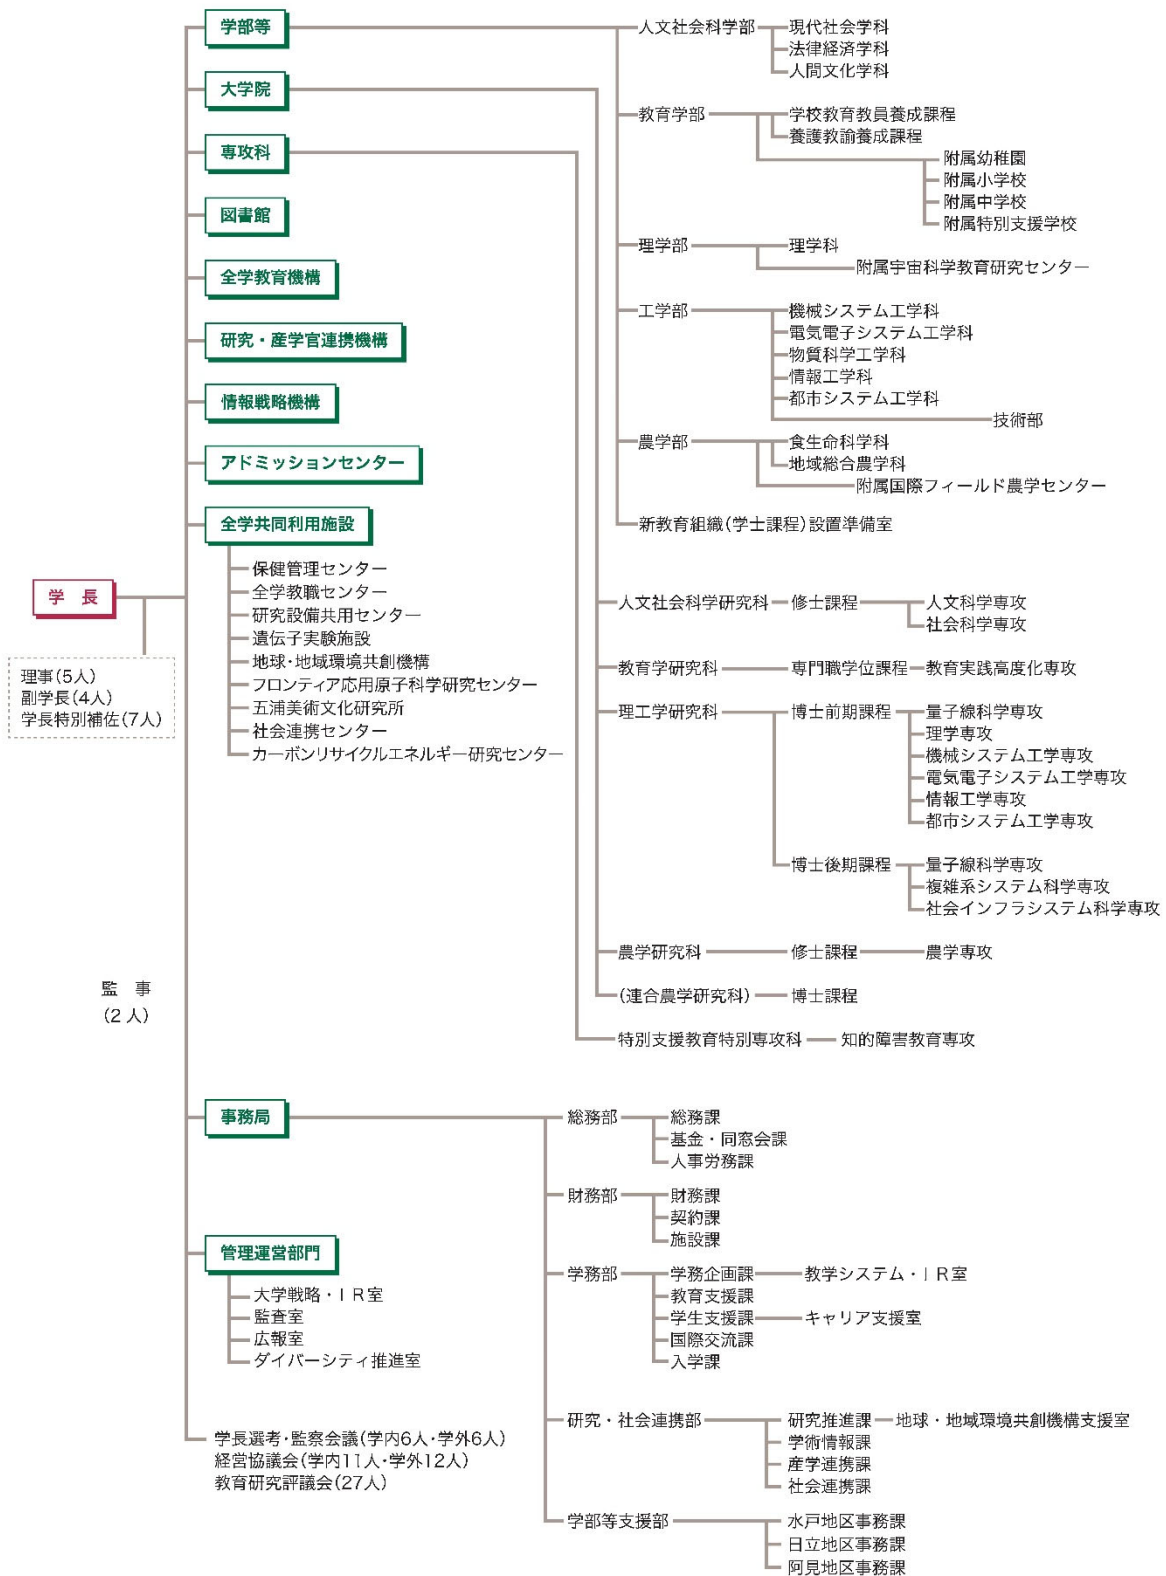 学長
理事(5人)
副学長(4人)
学長特別補佐(7人)
監事
(2人)
学部等
人文社会科学部
現代社会学科
法律経済学科
人間文化学科
教育学部
学校教育教員養成課程
養護教諭養成課程
附属幼稚園
附属小学校
附属中学校
附属特別支援学校
理学部
理学科
附属宇宙科学教育研究センター
工学部
機械システム工学科
電気電子システム工学科
物質科学工学科
情報工学科
都市システム工学科
技術部
農学部
食生命科学科
地域総合農学科
附属国際フィールド農学センター
新教育組織(学士課程)設置準備室
大学院
人文社会科学研究科
修士課程
人文科学専攻
社会科学専攻
教育学研究科
専門職学位課程
教育実践高度化専攻
理工学研究科
博士前期課程
量子線科学専攻
理学専攻
機械システム工学専攻
電気電子システム工学専攻
情報工学専攻
都市システム工学専攻
博士後期課程
量子線科学専攻
複雑系システム科学専攻
社会インフラシステム科学専攻
農学研究科
修士課程
農学専攻
(連合農学研究科)
博士課程
専攻科
特別支援教育特別専攻科
知的障害教育専攻
図書館
全学教育機構
研究・産学官連携機構
情報戦略機構
アドミッションセンター
全学共同利用施設
保健管理センター
全学教職センター
研究設備共用センター
遺伝子実験施設
地球・地域環境共創機構
フロンティア応用原子科学研究センター
五浦美術文化研究所
社会連携センター
カーボンリサイクルエネルギー研究センター
事務局
総務部
総務課
基金・同窓会課
人事労務課
財務部
財務課
契約課
施設課
学務部
学務企画課
教学システム・IR室
教育支援課
学生支援課
キャリア支援室
国際交流課
入学課
研究・社会連携部
研究推進課
地球・地域環境共創機構支援室
学術情報課
産学連携課
社会連携課
学部等支援部
水戸地区事務課
日立地区事務課
阿見地区事務課
管理運営部門
大学戦略・IR室
監査室
広報室
ダイバーシティ推進室
学長選考・監察会議(学内6人・学外6人)
経営協議会(学内11人・学外12人)
教育研究評議会(27人)